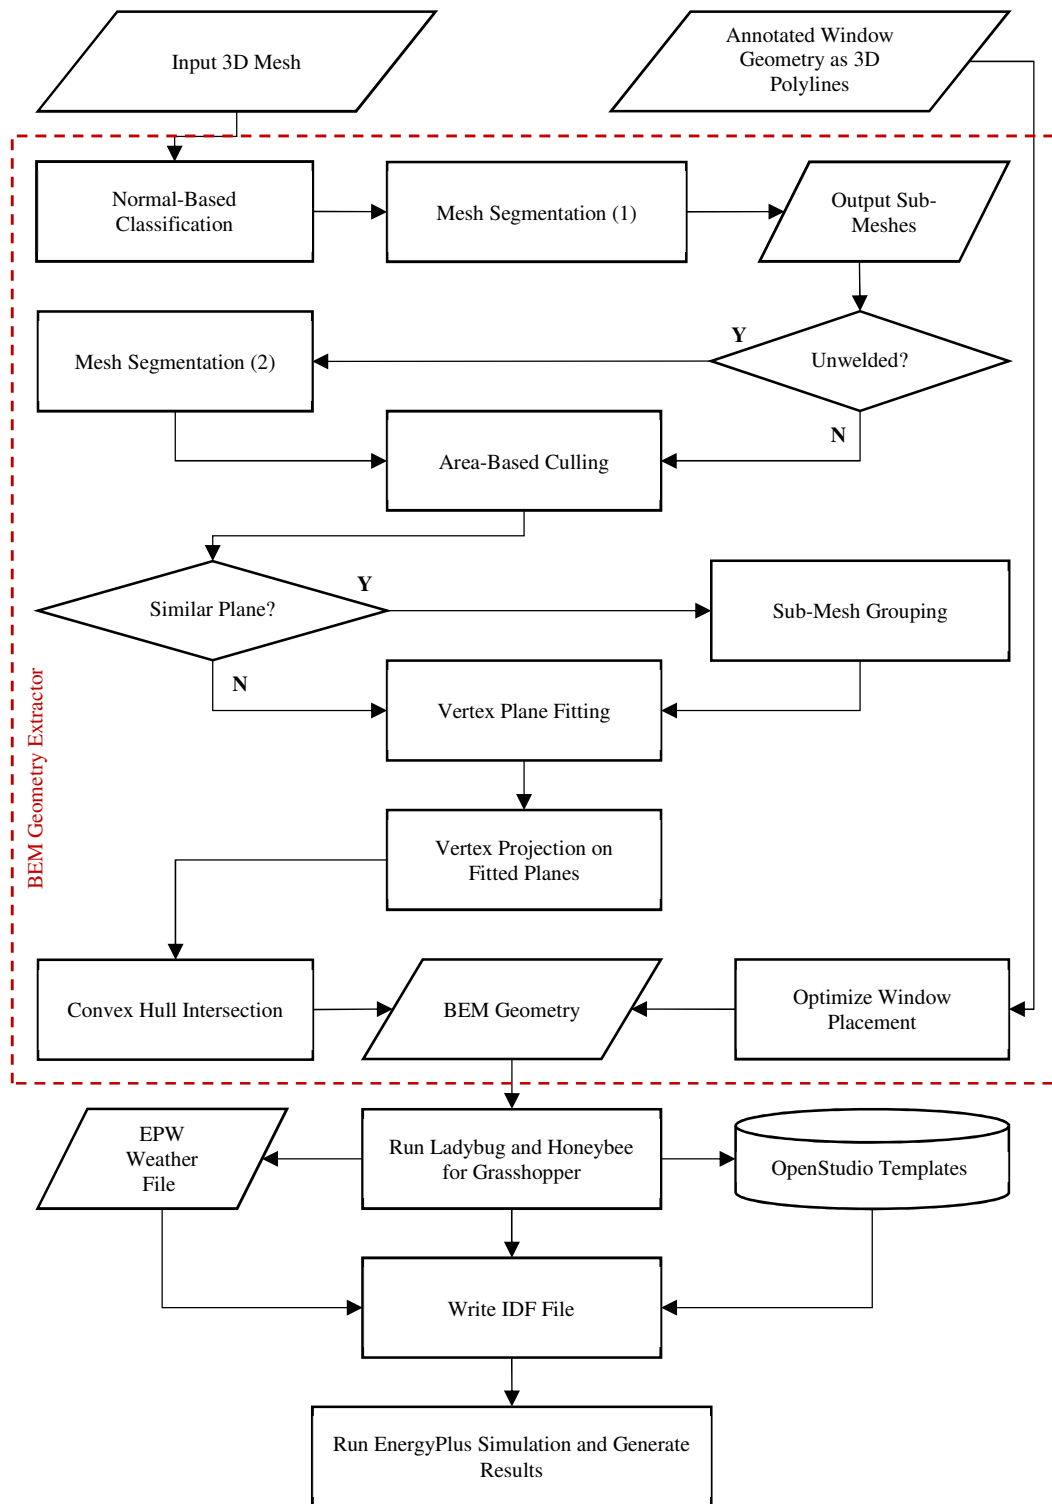 Input 3D Mesh
Annotated Window
Geometry as 3D
Polylines
Normal-Based
Classification
Mesh Segmentation (1)
Output Sub-
Meshes
Mesh Segmentation (2)
Y
Unwelded?
N
Area-Based Culling
Similar Plane?
Y
Sub-Mesh Grouping
N
Vertex Plane Fitting
BEM Geometry Extractor
Vertex Projection on
Fitted Planes
Convex Hull Intersection
BEM Geometry
Optimize Window
Placement
EPW
Weather
File
Run Ladybug and Honeybee
for Grasshopper
OpenStudio Templates
Write IDF File
Run EnergyPlus Simulation and Generate
Results